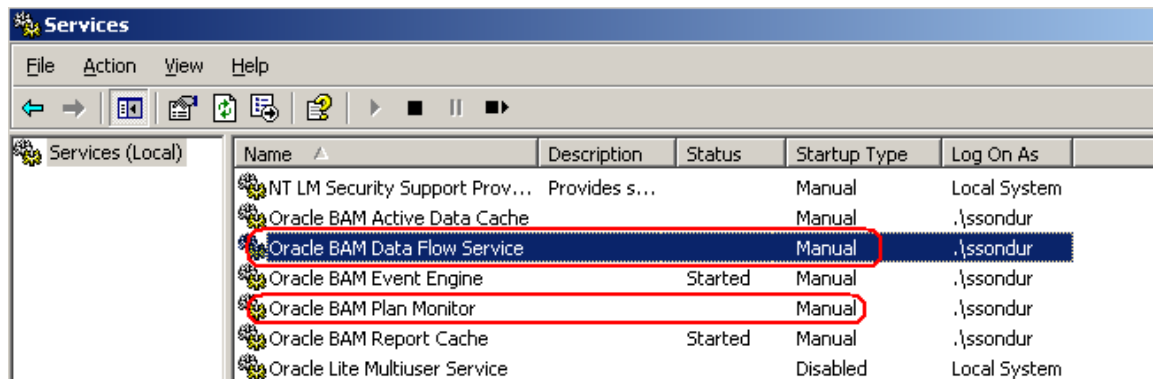 Services
File Action View Help
Services (Local)
Name Description Status Startup Type Log On As
NT LM Security Support Prov... Provides s... Manual Local System
Oracle BAM Active Data Cache Manual .\ssondur
Oracle BAM Data Flow Service Manual .\ssondur
Oracle BAM Event Engine Started Manual .\ssondur
Oracle BAM Plan Monitor Manual .\ssondur
Oracle BAM Report Cache Started Manual .\ssondur
Oracle Lite Multiuser Service Disabled Local System